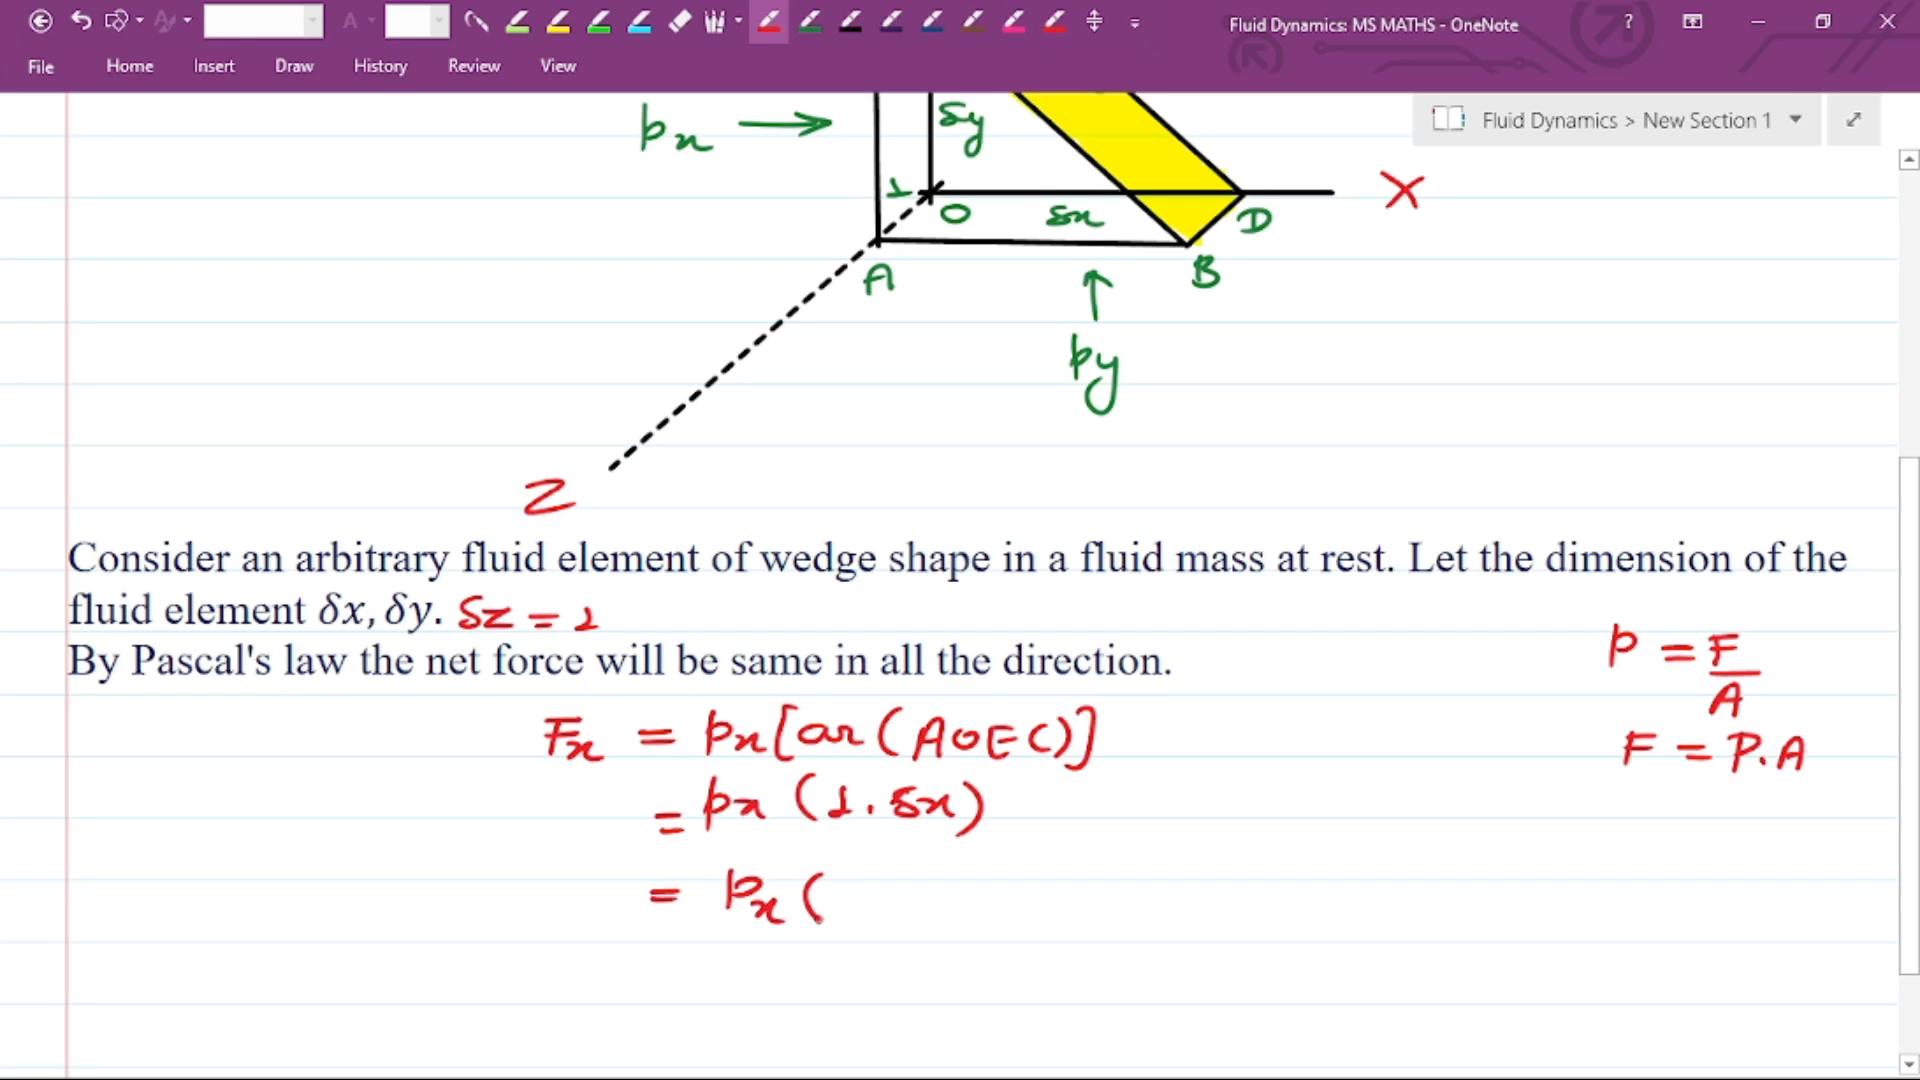 Fluid Dynamics: MS MATHS - OneNote
?
File Home Insert Draw History Review View
Fluid Dynamics > New Section 1
px
δy
X
1
O
δx
D
A
B
py
Z
Consider an arbitrary fluid element of wedge shape in a fluid mass at rest. Let the dimension of the
fluid element δx, δy. δz = 1
By Pascal's law the net force will be same in all the direction.
p = F/A
Fx = px[ar(AOEC)]
F = P.A
= px (1.δx)
= px (